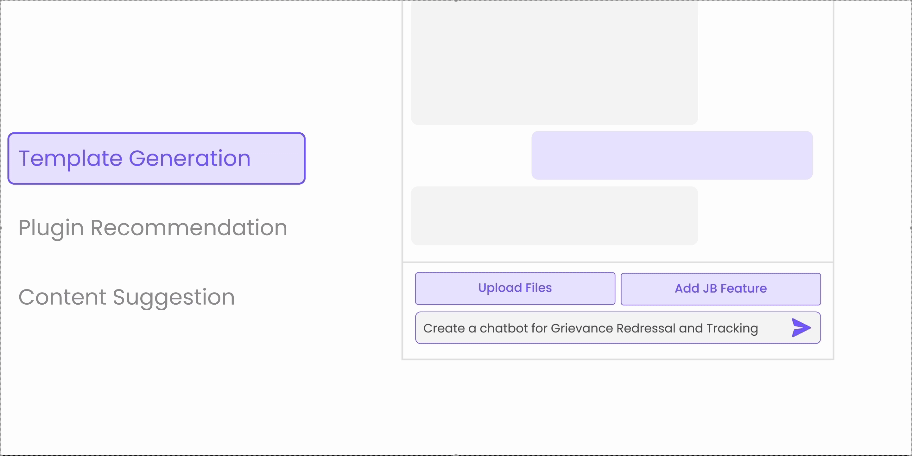 Template Generation
Plugin Recommendation
Content Suggestion
Upload Files
Add JB Feature
Create a chatbot for Grievance Redressal and Tracking